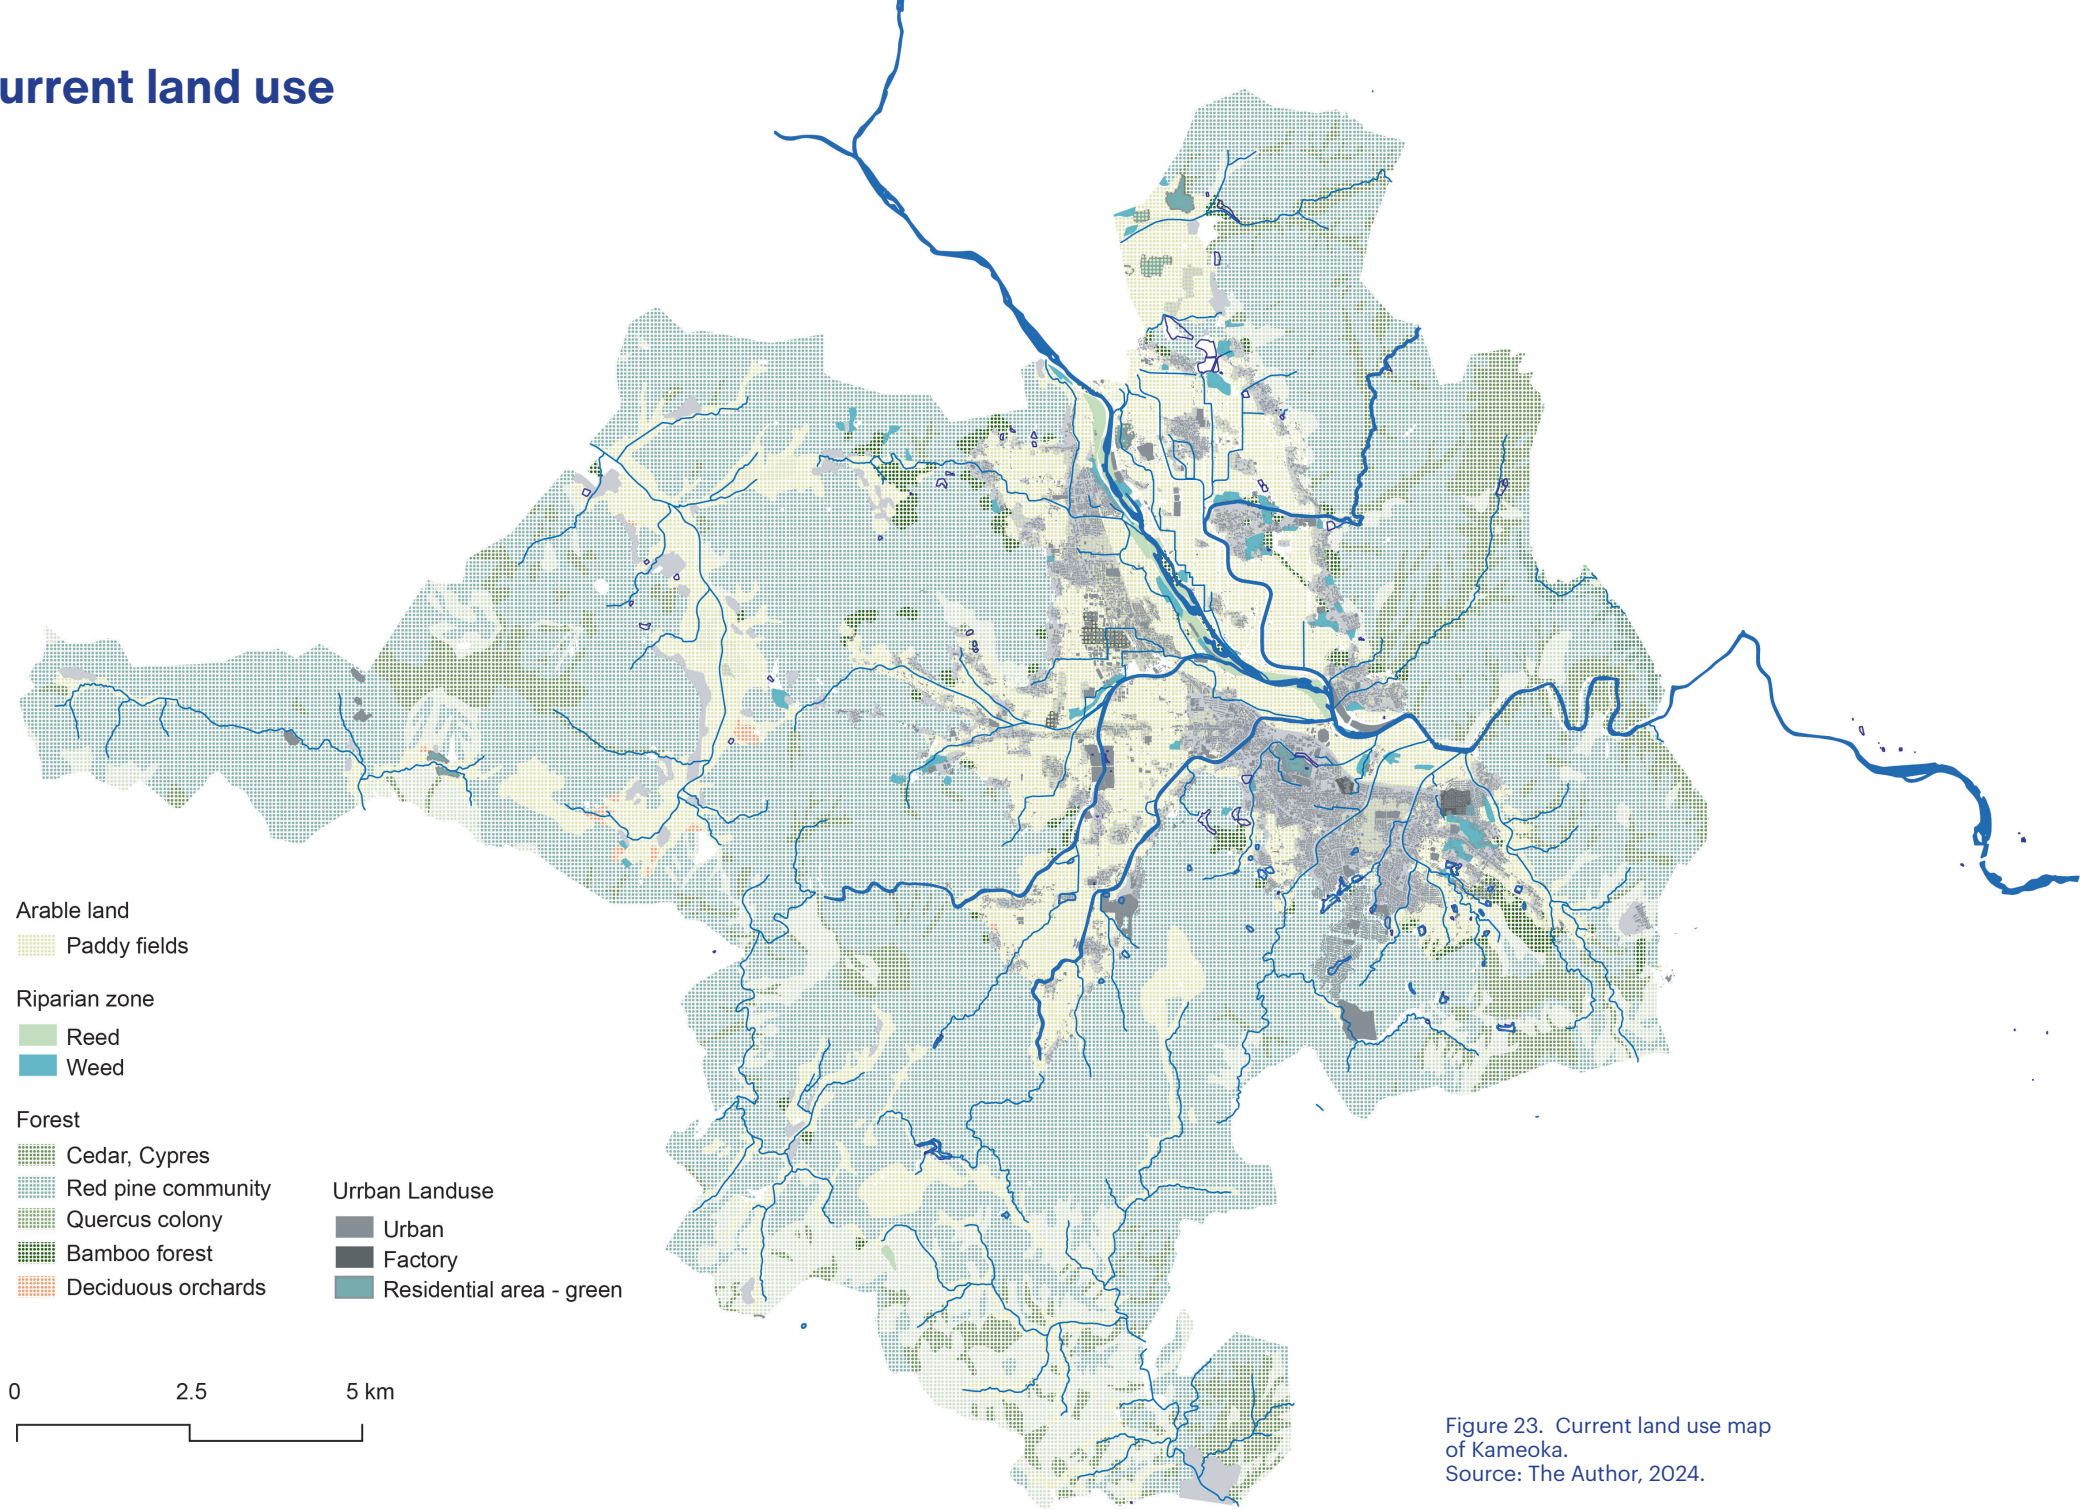 urrent land use
Arable land
Paddy fields
Riparian zone
Reed
Weed
Forest
Cedar, Cypres
Red pine community
Quercus colony
Bamboo forest
Deciduous orchards
Urrban Landuse
Urban
Factory
Residential area - green
0 2.5 5 km
Figure 23. Current land use map
of Kameoka.
Source: The Author, 2024.